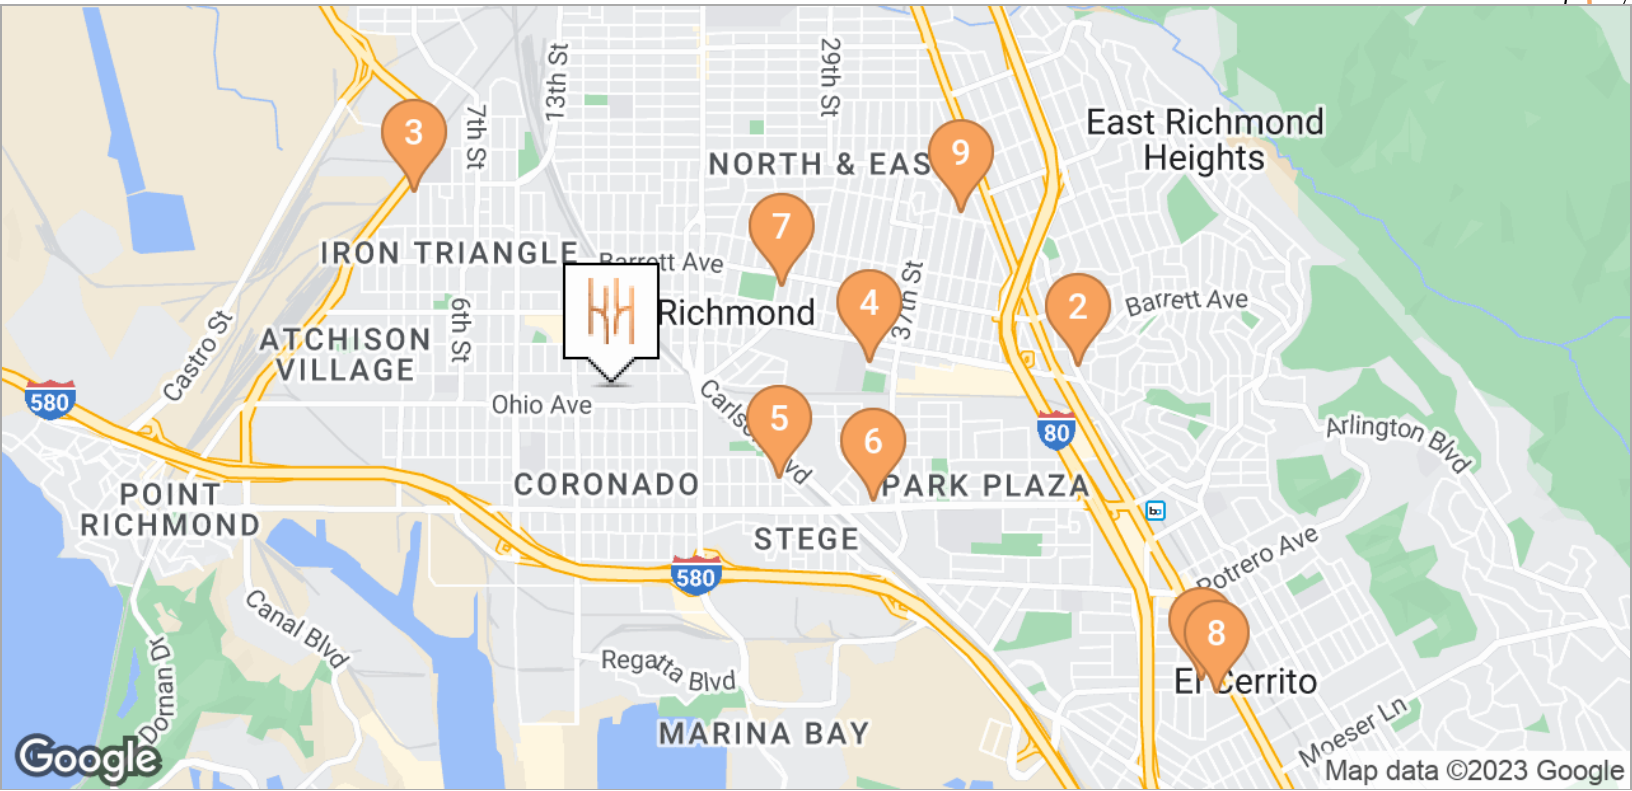 29th St
13th St
7th St
3
East Richmond
Heights
NORTH & EAS
9
7
IRON TRIANGLE
Barrett Ave
37th St
Barrett Ave
2
4
Richmond
6th St
ATCHISON
VILLAGE
Castro St
580
Ohio Ave
5
6
80
Arlington Blvd
CORONADO
PARK PLAZA
POINT
RICHMOND
STEGE
Potrero Ave
580
Canal Blvd
8
Regatta Blvd
El Cerrito
Dornan Dr
MARINA BAY
Moeser Ln
Google
Map data ©2023 Google